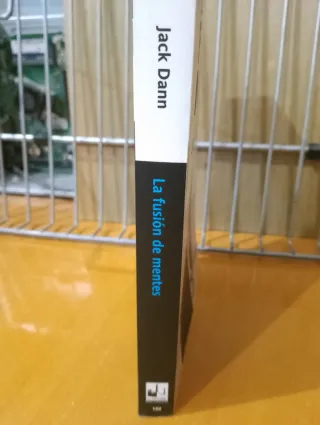 Jack Dann
La fusión de mentes
J